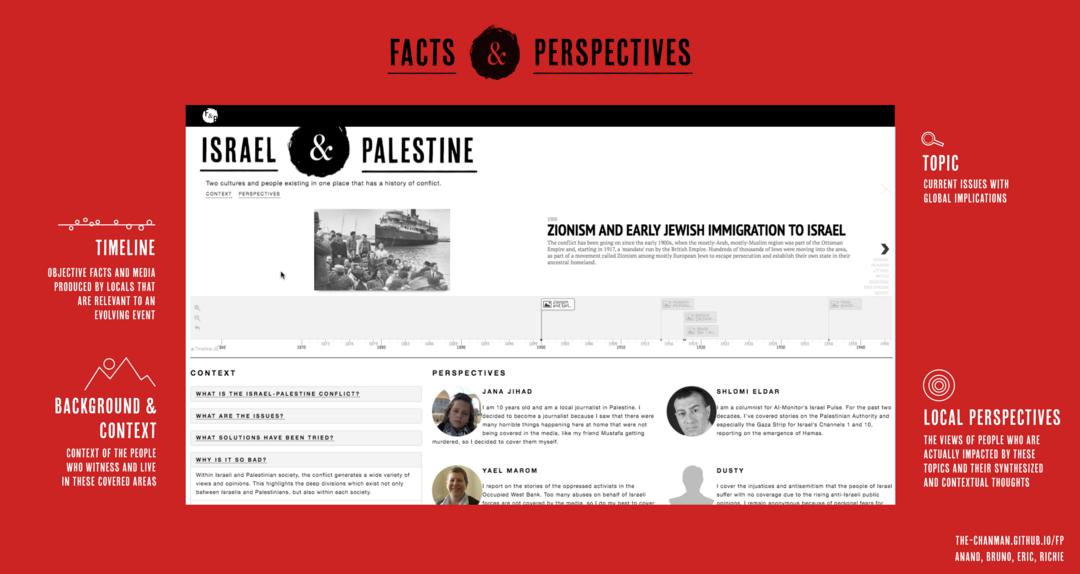 FACTS & PERSPECTIVES
F&P
ISRAEL & PALESTINE
Two cultures and people existing in one place that has a history of conflict.
CONTEXT PERSPECTIVES
ZIONISM AND EARLY JEWISH IMMIGRATION TO ISRAEL
The conflict has been going on since the early 1900s, when the mostly-Arab, mostly-Muslim region was part of the Ottoman
Empire and, starting in 1917, a 'mandate' run by the British Empire. Hundreds of thousands of Jews were moving into the area,
as part of a movement called Zionism among mostly European Jews to escape persecution and establish their own state in their
ancestral homeland.
1870 1880 1890 1900 1920 1940
CONTEXT
WHAT IS THE ISRAEL-PALESTINE CONFLICT?
WHAT ARE THE ISSUES?
WHAT SOLUTIONS HAVE BEEN TRIED?
WHY IS IT SO BAD?
Within Israeli and Palestinian society, the conflict generates a wide variety of
views and opinions. This highlights the deep divisions which exist not only
between Israelis and Palestinians, but also within each society.
PERSPECTIVES
JANA JIHAD
I am 10 years old and am a local journalist in Palestine. I
decided to become a journalist because I saw that there were
many horrible things happening here at home that were not
being covered in the media, like my friend Mustafa getting
murdered, so I decided to cover them myself.
SHLOMI ELDAR
I am a columnist for Al-Monitor's Israel Pulse. For the past two
decades, I've covered stories on the Palestinian Authority and
especially the Gaza Strip for Israel's Channels 1 and 10,
reporting on the emergence of Hamas.
YAEL MAROM
I report on the stories of the oppressed activists in the
Occupied West Bank. Too many abuses on behalf of Israeli
forces are not covered by the media, so I do my best to cover
DUSTY
I cover the injustices and antisemitism that the people of Israel
suffer with no coverage due to the rising anti-Israeli public
opinions. I remain anonymous because of personal fears for
TIMELINE
OBJECTIVE FACTS AND MEDIA
PRODUCED BY LOCALS THAT
ARE RELEVANT TO AN
EVOLVING EVENT
BACKGROUND &
CONTEXT
CONTEXT OF THE PEOPLE
WHO WITNESS AND LIVE
IN THESE COVERED AREAS
TOPIC
CURRENT ISSUES WITH
GLOBAL IMPLICATIONS
LOCAL PERSPECTIVES
THE VIEWS OF PEOPLE WHO ARE
ACTUALLY IMPACTED BY THESE
TOPICS AND THEIR SYNTHESIZED
AND CONTEXTUAL THOUGHTS
THE-CHANMAN.GITHUB.IO/FP
ANAND, BRUNO, ERIC, RICHIE